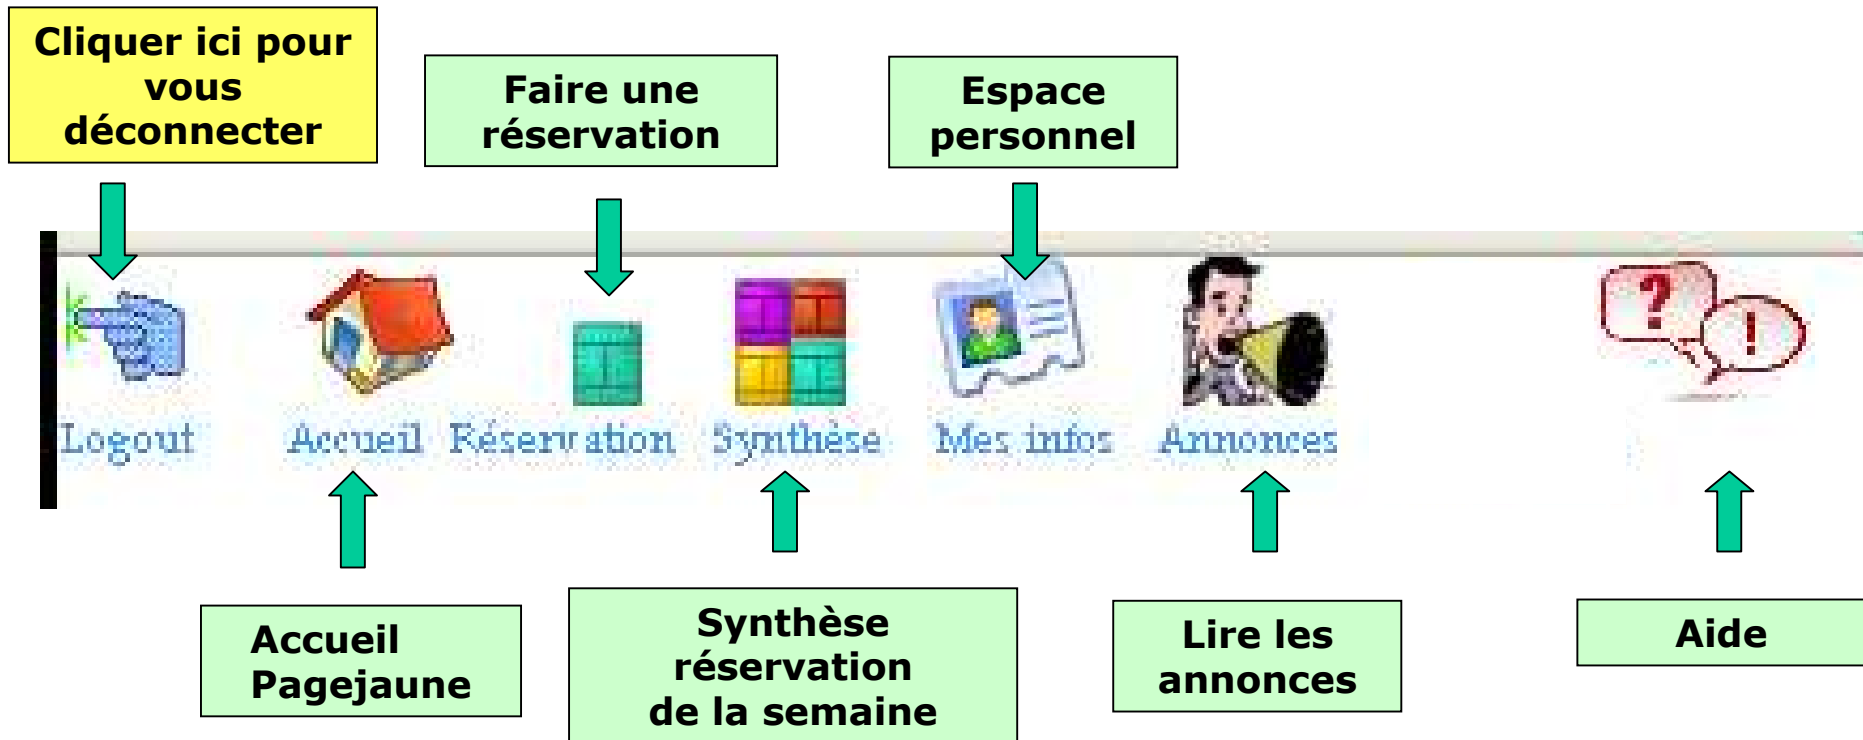 Cliquer ici pour
vous
déconnecter
Faire une
réservation
Espace
personnel
?
!
Logout
Accueil
Réservation
Synthèse
Mes infos
Annonces
Accueil
Pagejaune
Synthèse
réservation
de la semaine
Lire les
annonces
Aide